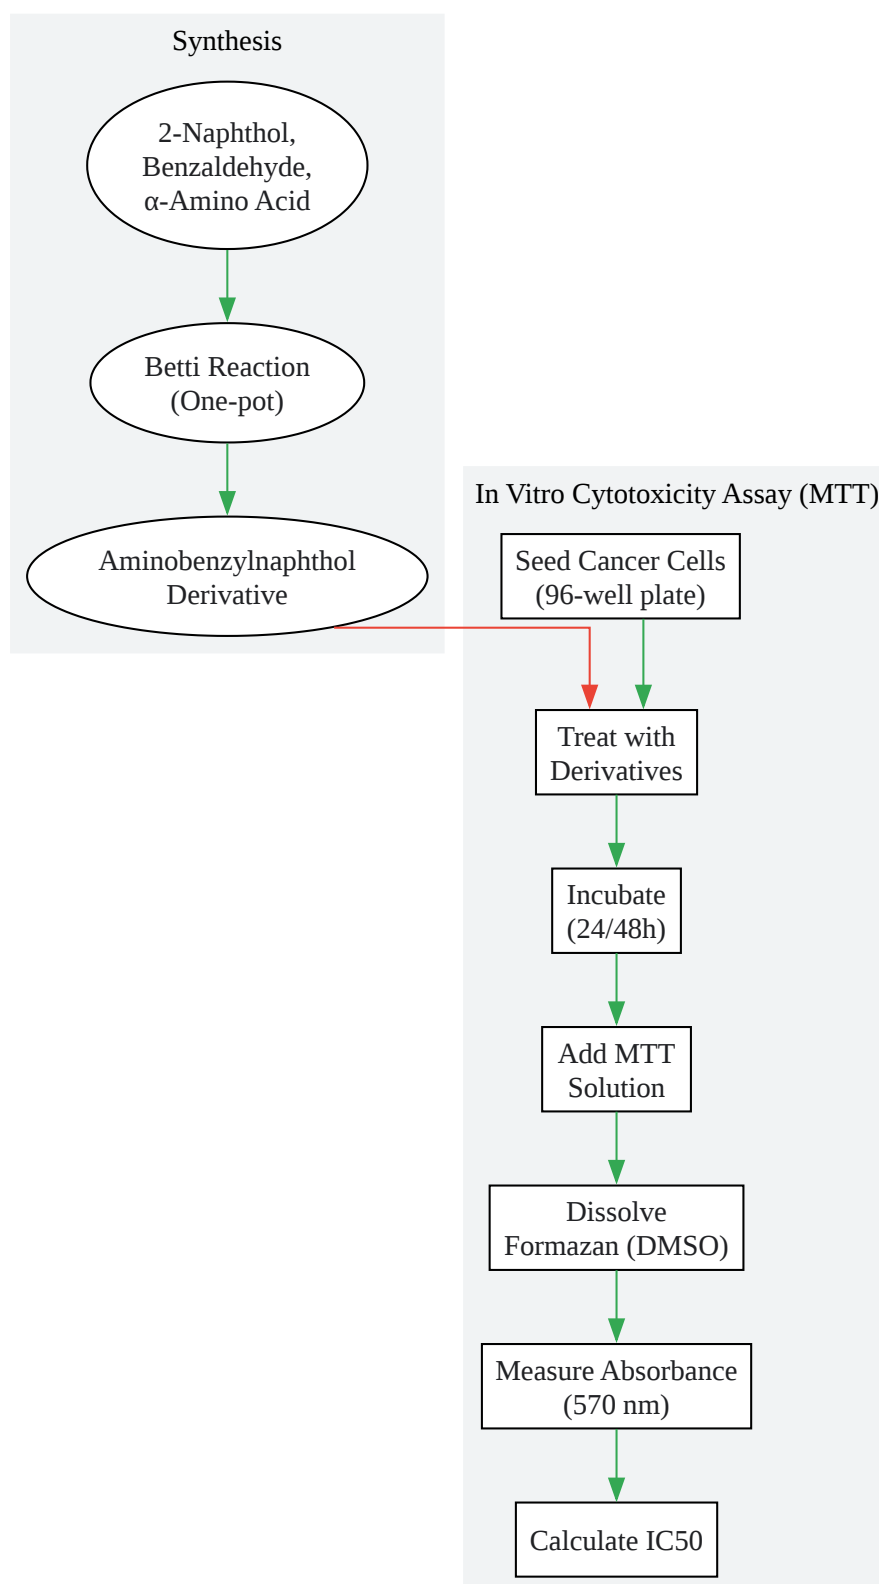 Synthesis
2-Naphthol,
Benzaldehyde,
α-Amino Acid
Betti Reaction
(One-pot)
Aminobenzylnaphthol
Derivative
In Vitro Cytotoxicity Assay (MTT)
Seed Cancer Cells
(96-well plate)
Treat with
Derivatives
Incubate
(24/48h)
Add MTT
Solution
Dissolve
Formazan (DMSO)
Measure Absorbance
(570 nm)
Calculate IC50